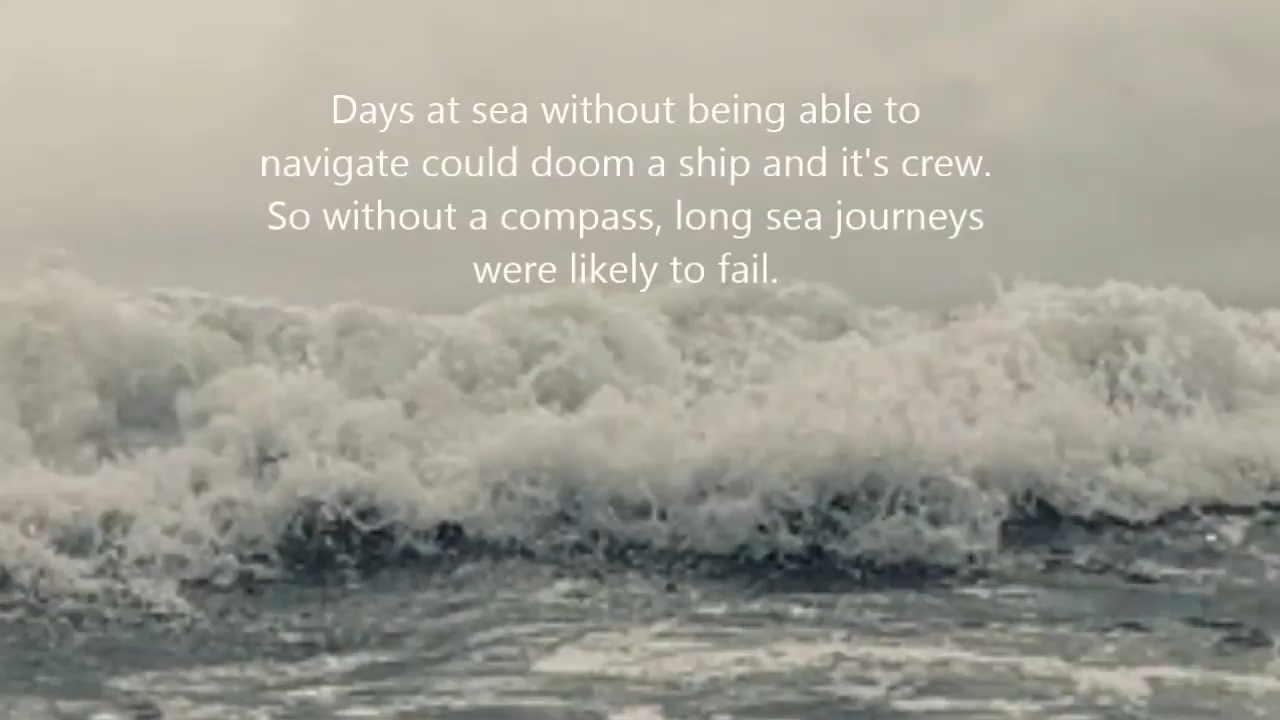 Days at sea without being able to
navigate could doom a ship and it's crew.
So without a compass, long sea journeys
were likely to fail.